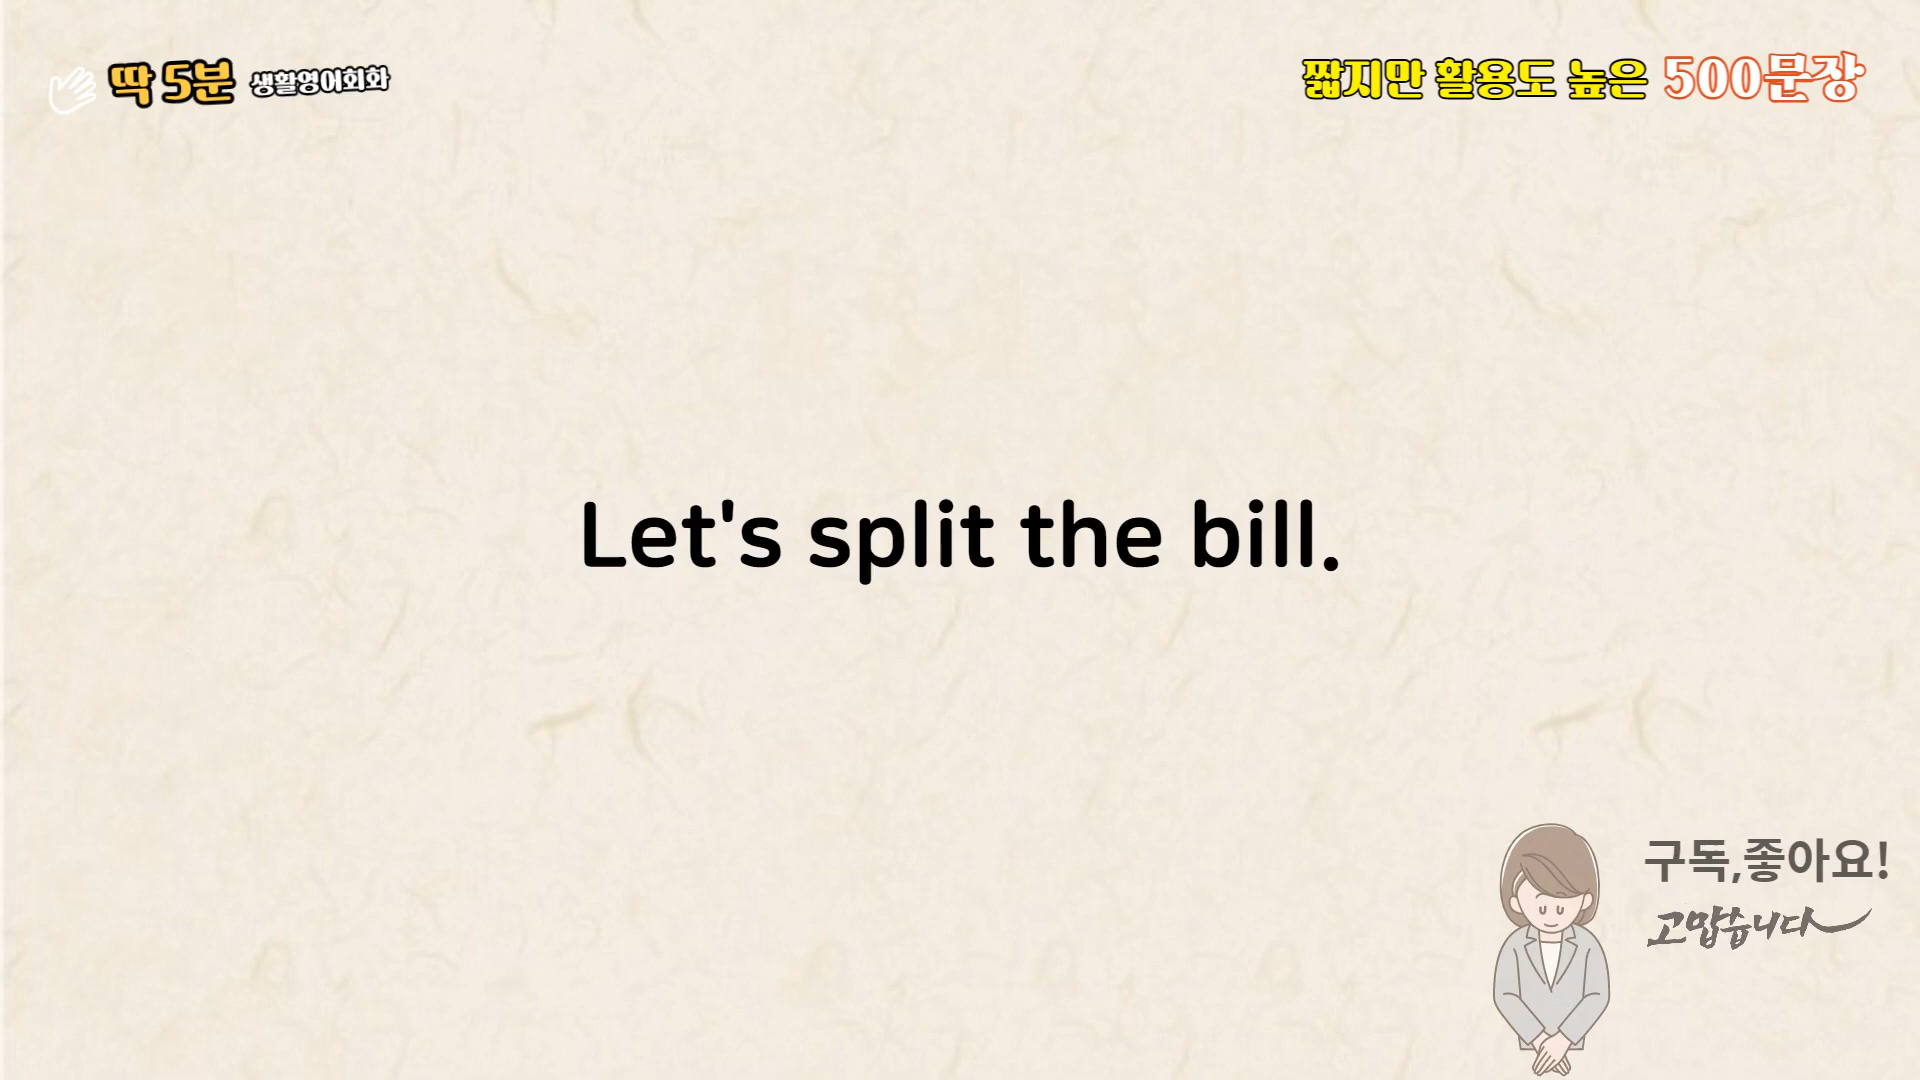 딱 5분 생활영어회화
짧지만 활용도 높은 500문장
Let's split the bill.
구독,좋아요!
고맙습니다